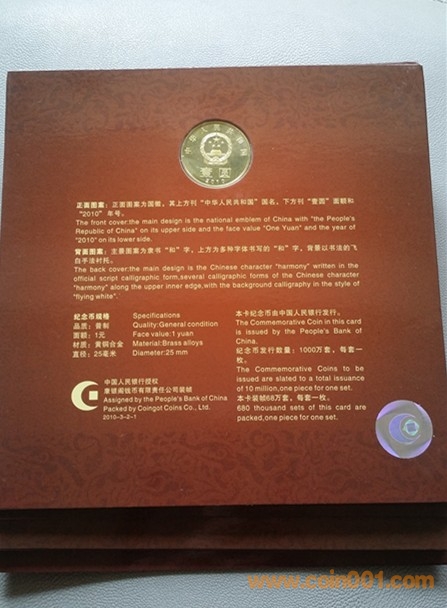 中华人民共和国
壹圆
2010
正面图案：正面图案为国徽，其上方刊“中华人民共和国”国名，下方刊“壹圆”面额和
“2010”年号。
The front cover:the main design is the national emblem of China with "the People's
Republic of China" on its upper side and the face value "One Yuan" and the year of
"2010" on its lower side.
背面图案：主景图案为隶书“和”字，上方为多种字体书写的“和”字，背景以书法的飞
白手法衬托。
The back cover:the main design is the Chinese character "harmony" written in the
official script calligraphic form,several calligraphic forms of the Chinese character
"harmony" along the upper inner edge,with the background calligraphy in the style of
"flying white".
纪念币规格 Specifications
品质：普制 Quality:General condition
面额：1元 Face value:1 yuan
材质：黄铜合金 Material:Brass alloys
直径：25毫米 Diameter:25 mm
中国人民银行授权
壹號阁钱币有限责任公司装帧
Assigned by the People's Bank of China
Packed by Coingot Coins Co., Ltd.
2010-3-2-1
本卡纪念币由中国人民银行发行。
The Commemorative Coin in this card
is issued by the People's Bank of
China.
纪念币发行数量：1000万套，每套一
枚。
The Commemorative Coins to be
issued are slated to a total issuance
of 10 million,one piece for one set.
本卡装帧68万套，每套一枚。
680 thousand sets of this card are
packed,one piece for one set.
www.coin001.com